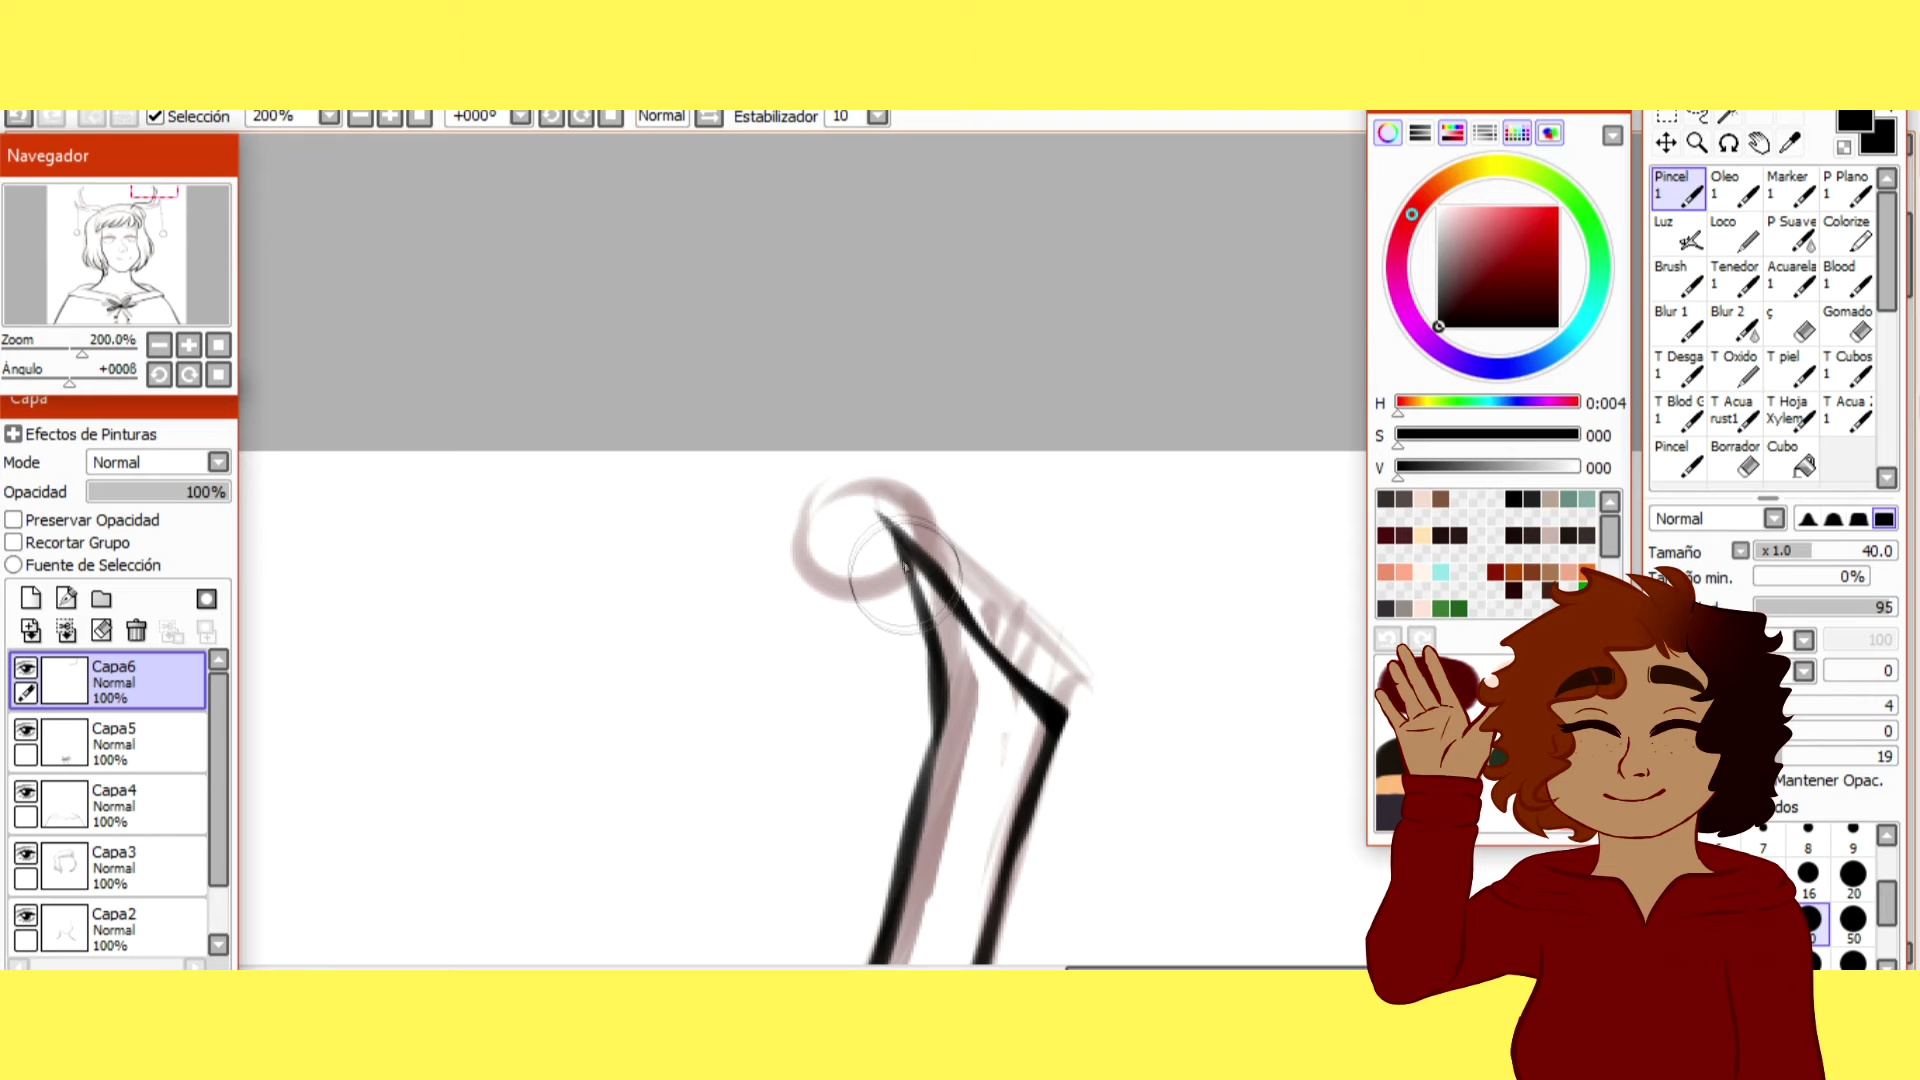 Selección 200% +000º Normal Estabilizador 10
Navegador
Zoom 200.0%
Ángulo +0008
Capa
Efectos de Pinturas
Mode Normal
Opacidad 100%
Preservar Opacidad
Recortar Grupo
Fuente de Selección
Capa6
Normal
100%
Capa5
Normal
100%
Capa4
Normal
100%
Capa3
Normal
100%
Capa2
Normal
100%
H 0:004
S 000
V 000
Pincel Oleo Marker P Plano
1 1 1 1
Luz Loco P Suave Colorize
Brush Tenedor Acuarela Blood
1 1 1 1
Blur 1 Blur 2 ç Gomado
T Desga T Oxido T piel T Cubos
1 1
T Blod G T Acua T Hoja T Acua
1 rust1 Xylem 1
Pincel Borrador Cubo
Normal
Tamaño x 1.0 40.0
o min. 0%
95
100
0
4
0
19
Mantener Opac.
dos
7 8 9
16 20
50